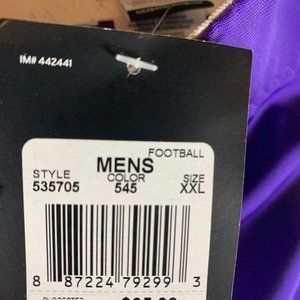 IM# 442441
FOOTBALL
MENS
STYLE COLOR SIZE
535705 545 XXL
8 87224 79299 3